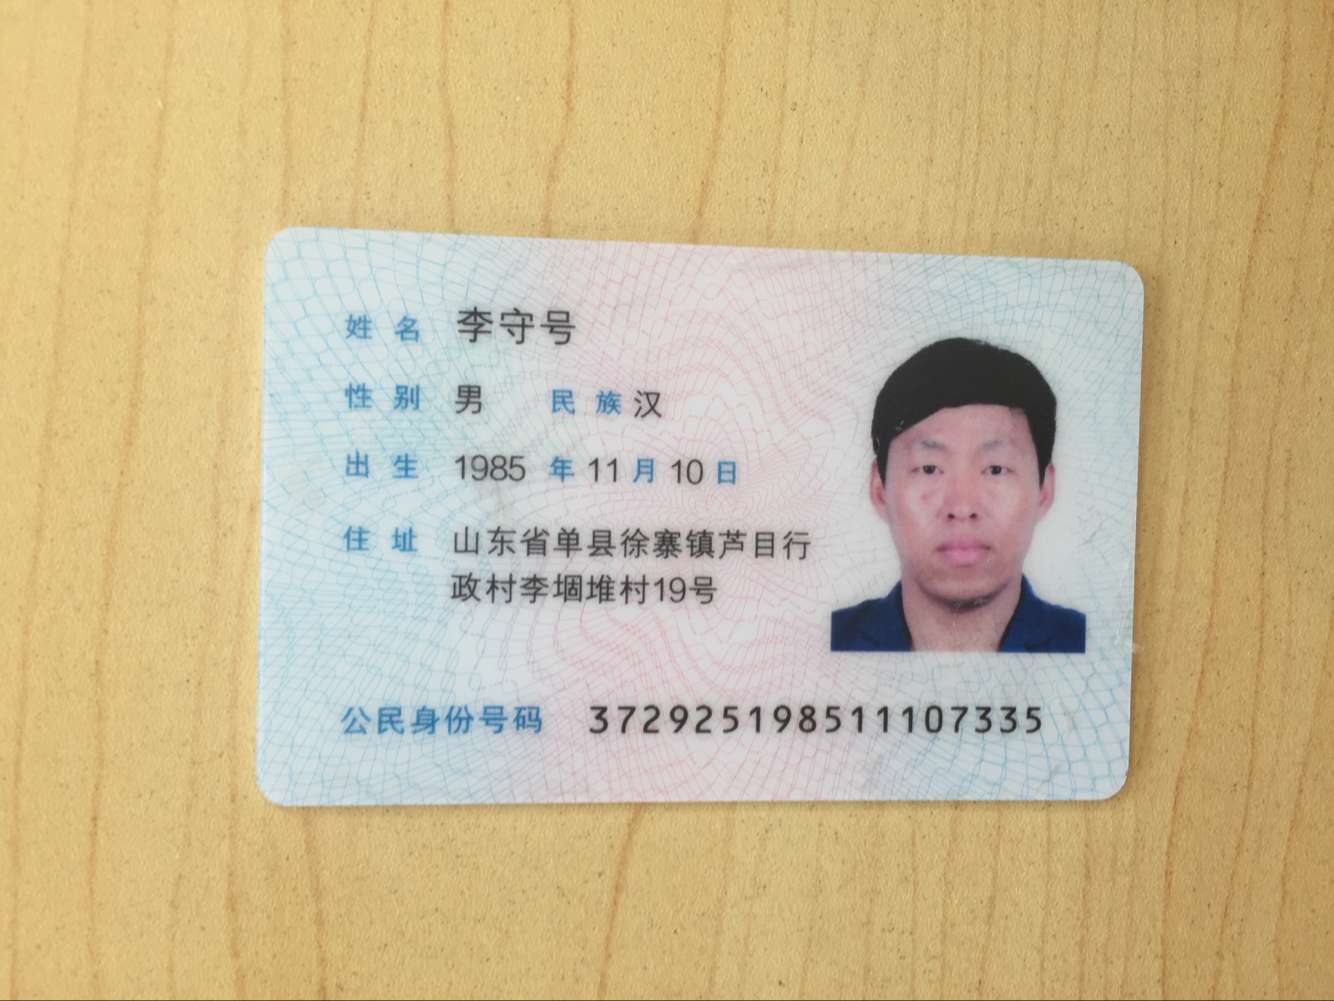 姓名 李守号
性别 男 民族 汉
出生 1985 年 11 月 10 日
住址 山东省单县徐寨镇芦目行
政村李堌堆村19号
公民身份号码 372925198511107335